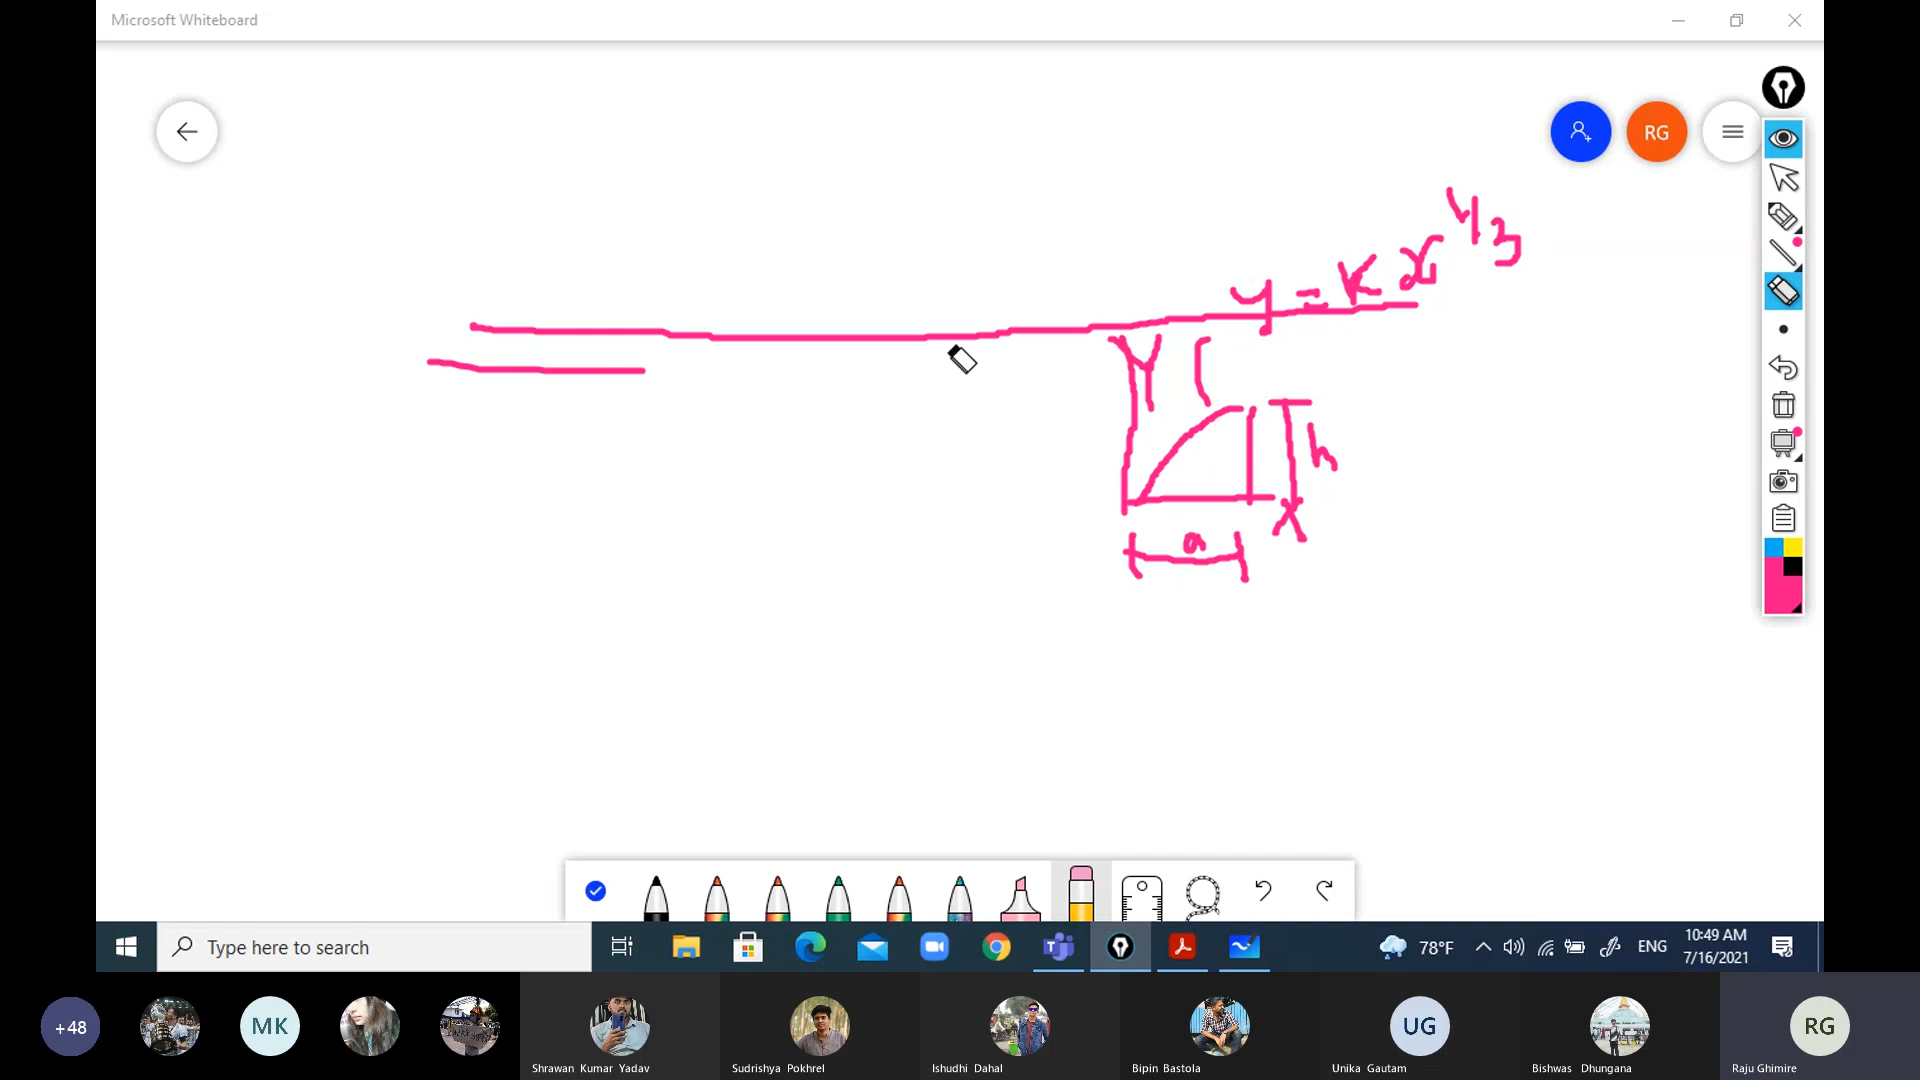 Microsoft Whiteboard
RG
y = K x^1/3
Y
h
X
a
Type here to search
78°F
ENG
10:49 AM
7/16/2021
+48
MK
UG
RG
Shrawan Kumar Yadav
Sudrishya Pokhrel
Ishudhi Dahal
Bipin Bastola
Unika Gautam
Bishwas Dhungana
Raju Ghimire